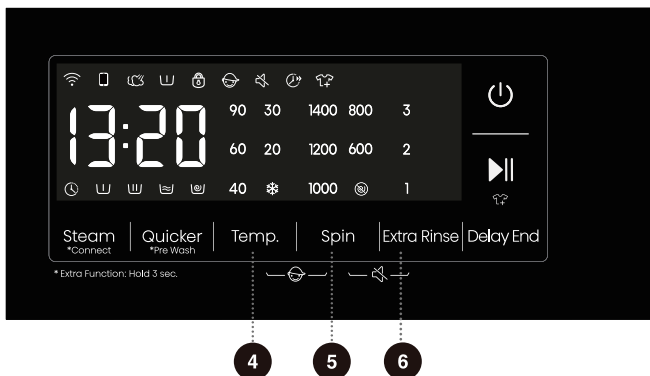 13:20
90 30 1400 800 3
60 20 1200 600 2
40 1000 1
Steam Quicker Temp. Spin Extra Rinse Delay End
*Connect *Pre Wash
* Extra Function: Hold 3 sec.
4 5 6